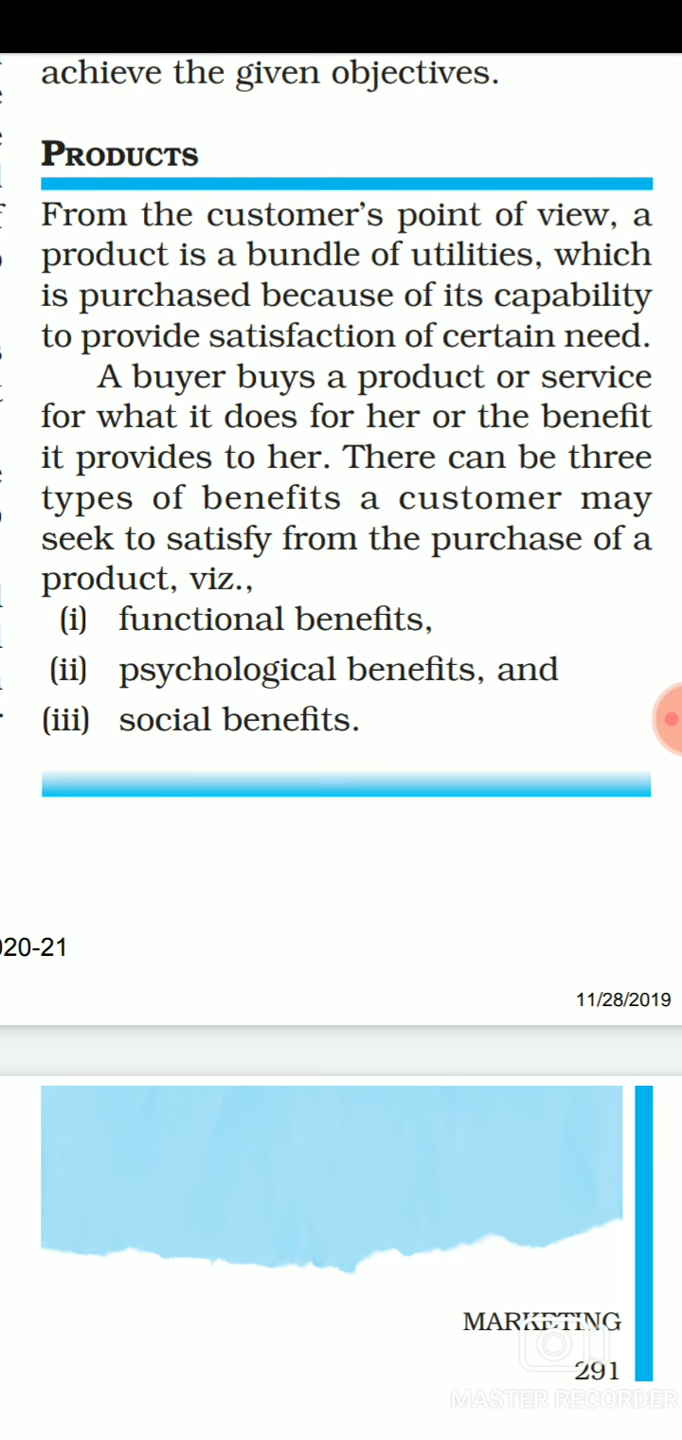 achieve the given objectives.
PRODUCTS
From the customer's point of view, a
product is a bundle of utilities, which
is purchased because of its capability
to provide satisfaction of certain need.
A buyer buys a product or service
for what it does for her or the benefit
it provides to her. There can be three
types of benefits a customer may
seek to satisfy from the purchase of a
product, viz.,
(i) functional benefits,
(ii) psychological benefits, and
(iii) social benefits.
20-21
11/28/2019
MARKETING
291
MASTER RECORDER